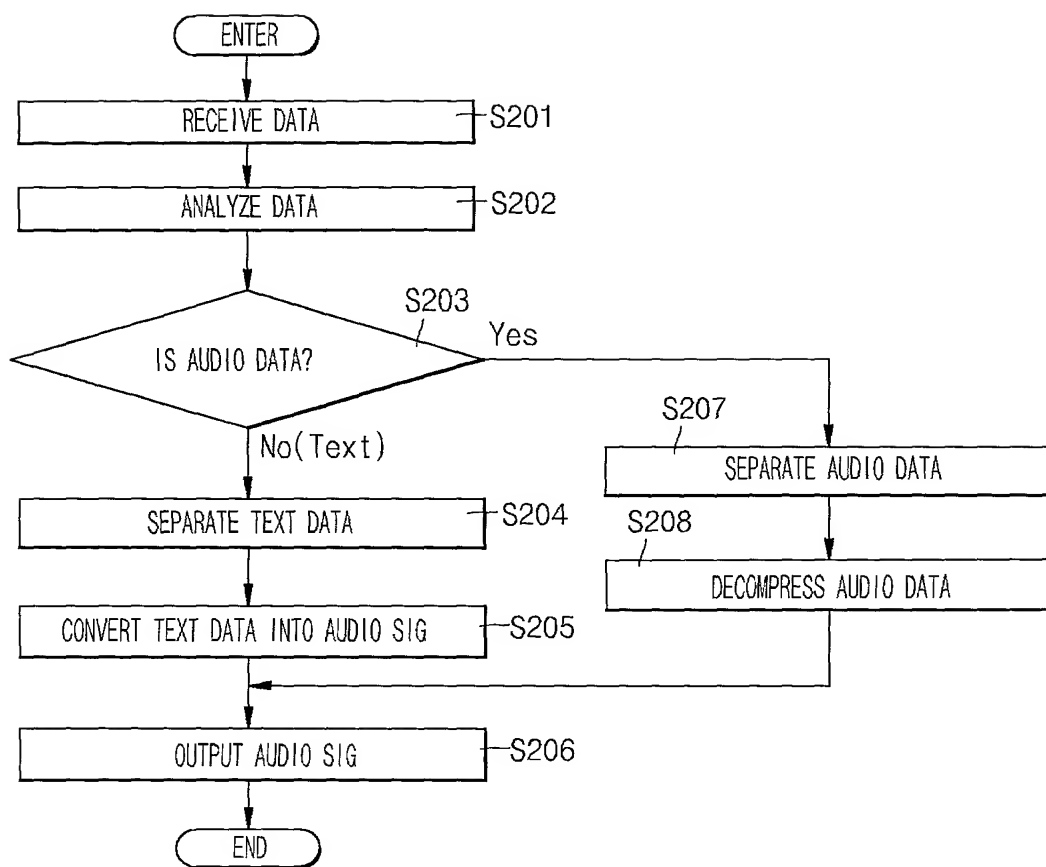 ENTER
RECEIVE DATA
S201
ANALYZE DATA
S202
S203
IS AUDIO DATA?
Yes
No(Text)
S207
SEPARATE AUDIO DATA
SEPARATE TEXT DATA
S204
S208
DECOMPRESS AUDIO DATA
CONVERT TEXT DATA INTO AUDIO SIG
S205
OUTPUT AUDIO SIG
S206
END